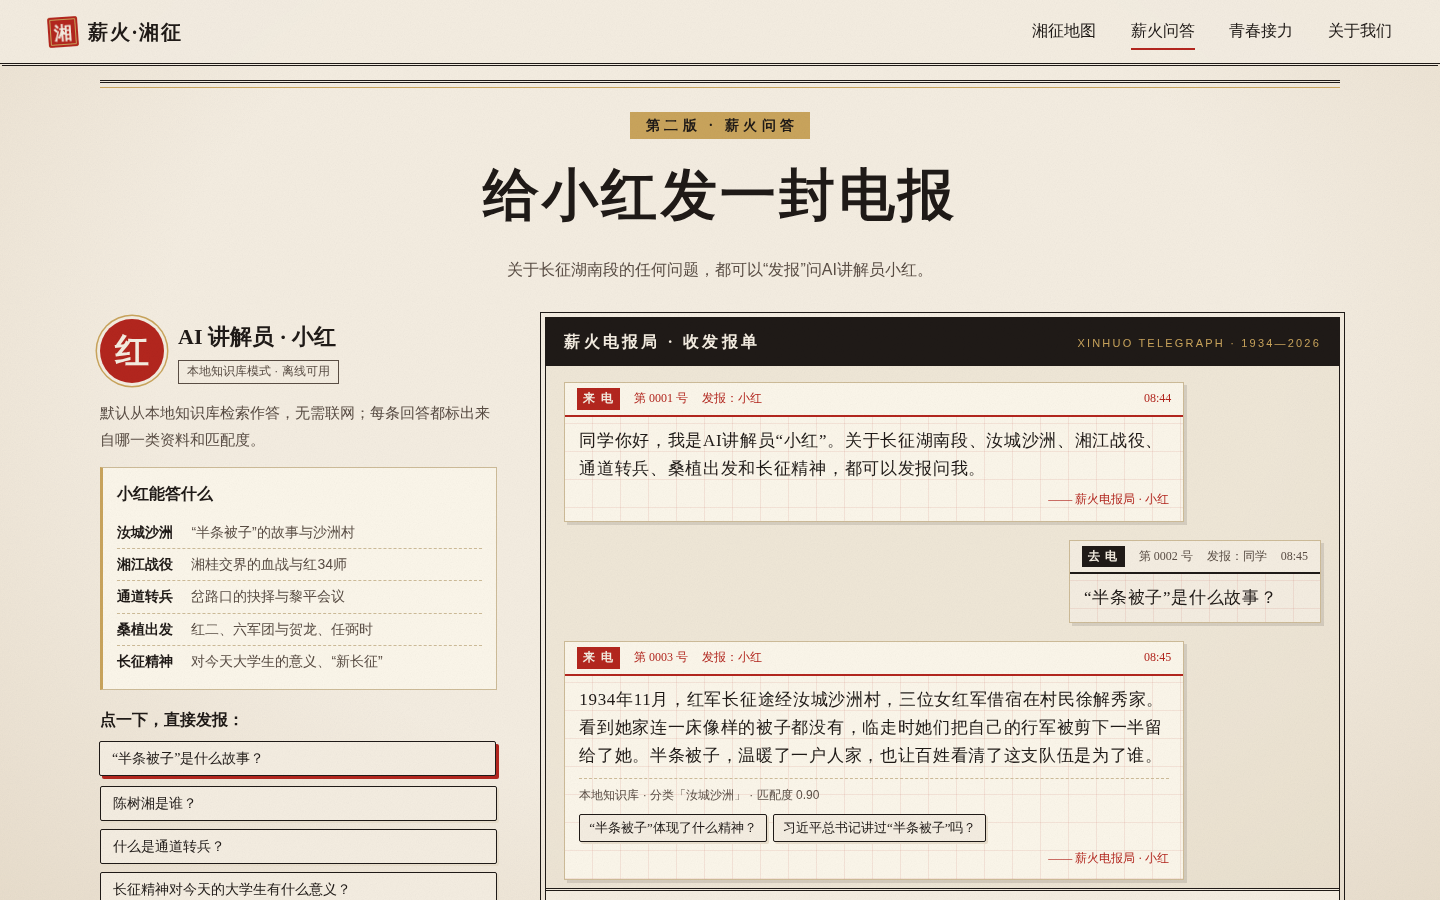 湘 薪火·湘征
湘征地图 薪火问答 青春接力 关于我们
第二版 · 薪火问答
给小红发一封电报
关于长征湖南段的任何问题，都可以“发报”问AI讲解员小红。
红
AI 讲解员 · 小红
本地知识库模式 · 离线可用
默认从本地知识库检索作答，无需联网；每条回答都标出来
自哪一类资料和匹配度。
小红能答什么
汝城沙洲 “半条被子”的故事与沙洲村
湘江战役 湘桂交界的血战与红34师
通道转兵 岔路口的抉择与黎平会议
桑植出发 红二、六军团与贺龙、任弼时
长征精神 对今天大学生的意义、“新长征”
点一下，直接发报：
“半条被子”是什么故事？
陈树湘是谁？
什么是通道转兵？
长征精神对今天的大学生有什么意义？
薪火电报局 · 收发报单
XINHUO TELEGRAPH · 1934—2026
来电 第 0001 号 发报：小红 08:44
同学你好，我是AI讲解员“小红”。关于长征湖南段、汝城沙洲、湘江战役、
通道转兵、桑植出发和长征精神，都可以发报问我。
—— 薪火电报局 · 小红
去电 第 0002 号 发报：同学 08:45
“半条被子”是什么故事？
来电 第 0003 号 发报：小红 08:45
1934年11月，红军长征途经汝城沙洲村，三位女红军借宿在村民徐解秀家。
看到她家连一床像样的被子都没有，临走时她们把自己的行军被剪下一半留
给了她。半条被子，温暖了一户人家，也让百姓看清了这支队伍是为了谁。
本地知识库 · 分类「汝城沙洲」 · 匹配度 0.90
“半条被子”体现了什么精神？ 习近平总书记讲过“半条被子”吗？
—— 薪火电报局 · 小红